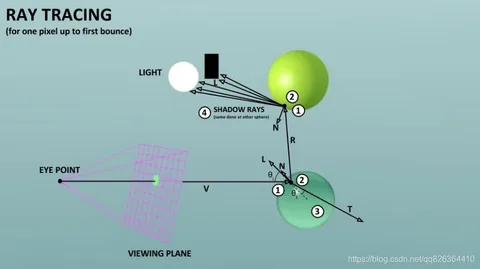 RAY TRACING
(for one pixel up to first bounce)
LIGHT
L
2
1
4 SHADOW RAYS
(same done at other sphere)
N
R
EYE POINT
L
N
θ
2
1
V
θ
T
3
VIEWING PLANE
https://blog.csdn.net/qq826364410